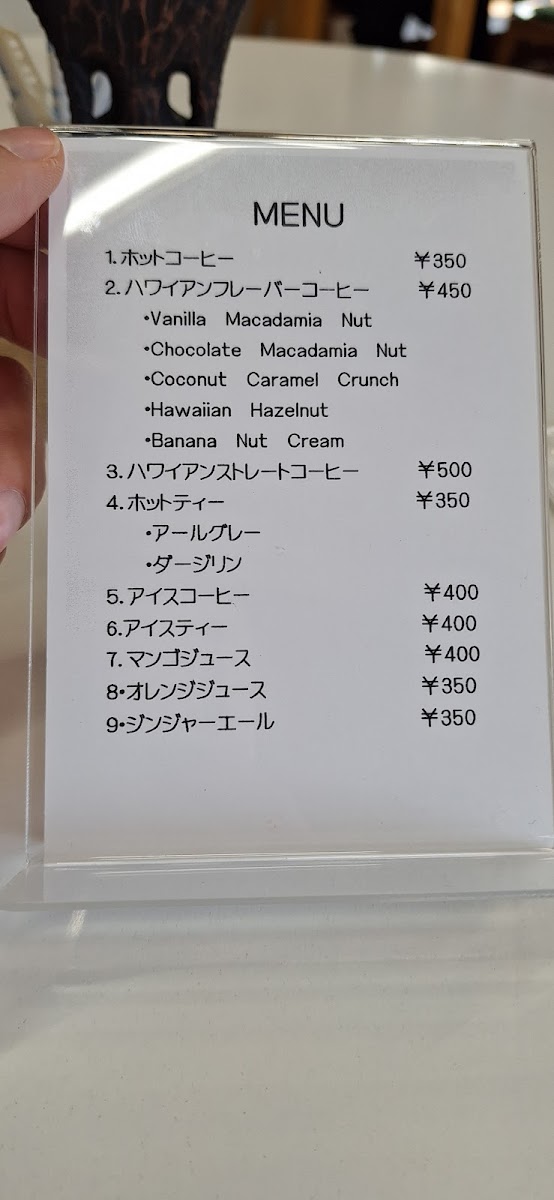 MENU
1.ホットコーヒー ¥350
2.ハワイアンフレーバーコーヒー ¥450
・Vanilla Macadamia Nut
・Chocolate Macadamia Nut
・Coconut Caramel Crunch
・Hawaiian Hazelnut
・Banana Nut Cream
3.ハワイアンストレートコーヒー ¥500
4.ホットティー ¥350
・アールグレー
・ダージリン
5.アイスコーヒー ¥400
6.アイスティー ¥400
7.マンゴジュース ¥400
8・オレンジジュース ¥350
9・ジンジャーエール ¥350